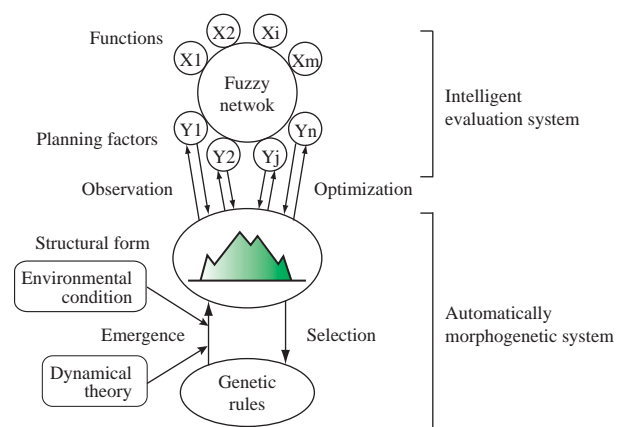 X2
Xi
Functions
X1
Xm
Fuzzy
netwok
Intelligent
evaluation system
Planning factors
Y1
Yn
Y2
Yj
Observation
Optimization
Structural form
Environmental
condition
Automatically
morphogenetic system
Emergence
Selection
Dynamical
theory
Genetic
rules